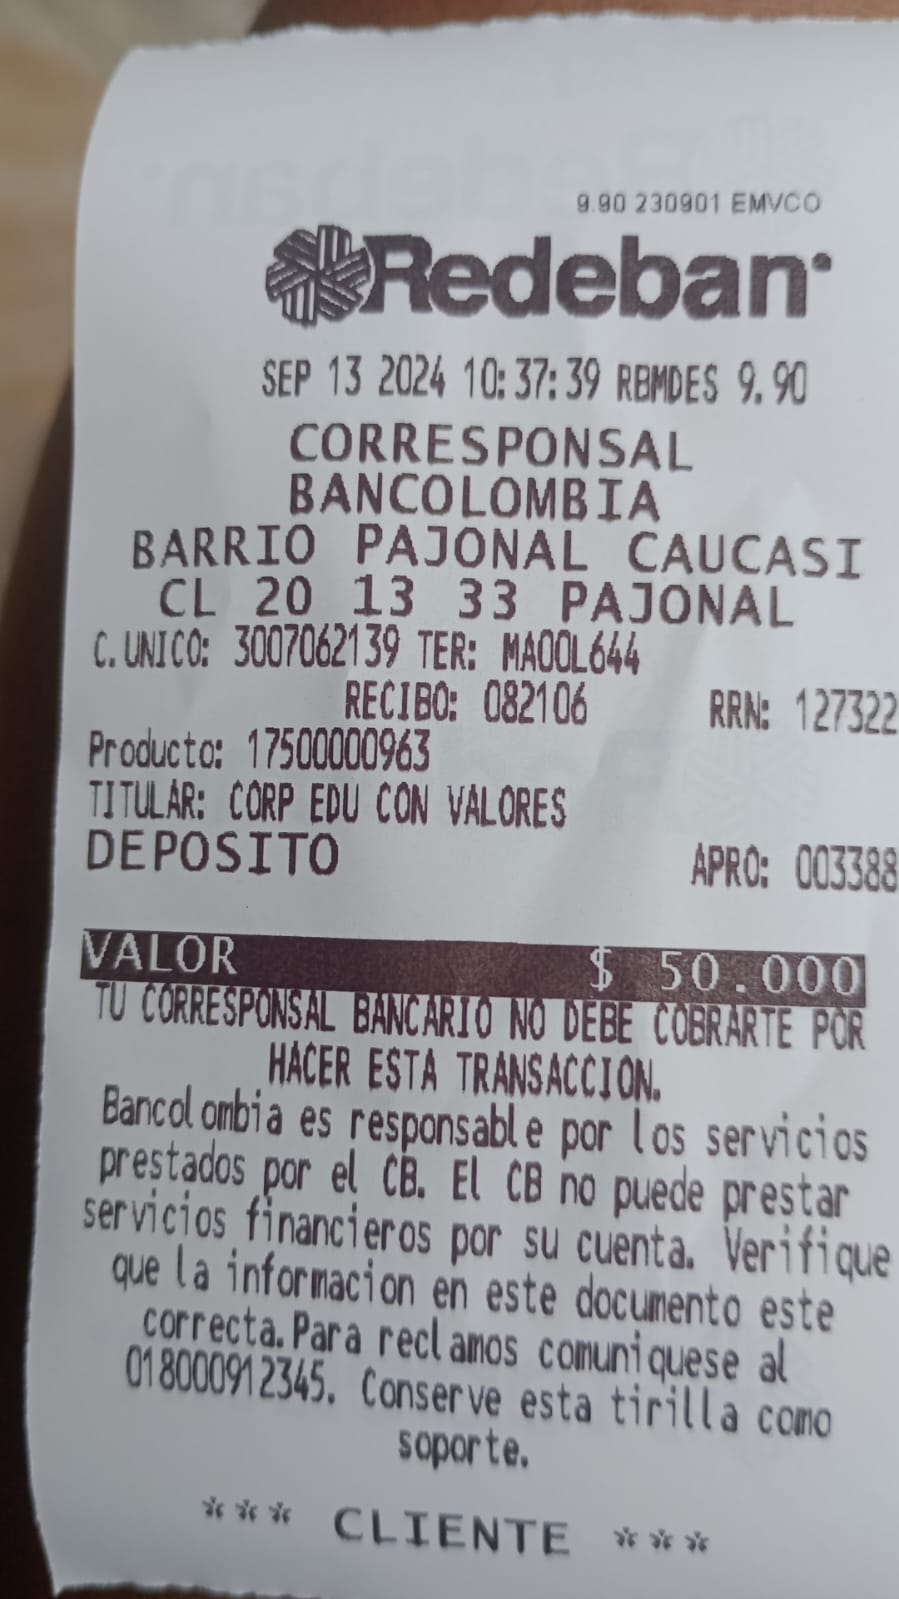 9.90 230901 EMVCO
Redeban
SEP 13 2024 10:37:39 RBMDES 9.90
CORRESPONSAL
BANCOLOMBIA
BARRIO PAJONAL CAUCASI
CL 20 13 33 PAJONAL
C.UNICO: 3007062139 TER: MA00L644
RECIBO: 082106 RRN: 127322
Producto: 17500000963
TITULAR: CORP EDU CON VALORES
DEPOSITO APRO: 003388
VALOR $ 50.000
TU CORRESPONSAL BANCARIO NO DEBE COBRARTE POR
HACER ESTA TRANSACCION.
Bancolombia es responsable por los servicios
prestados por el CB. El CB no puede prestar
servicios financieros por su cuenta. Verifique
que la informacion en este documento este
correcta.Para reclamos comuniquese al
018000912345. Conserve esta tirilla como
soporte.
*** CLIENTE ***